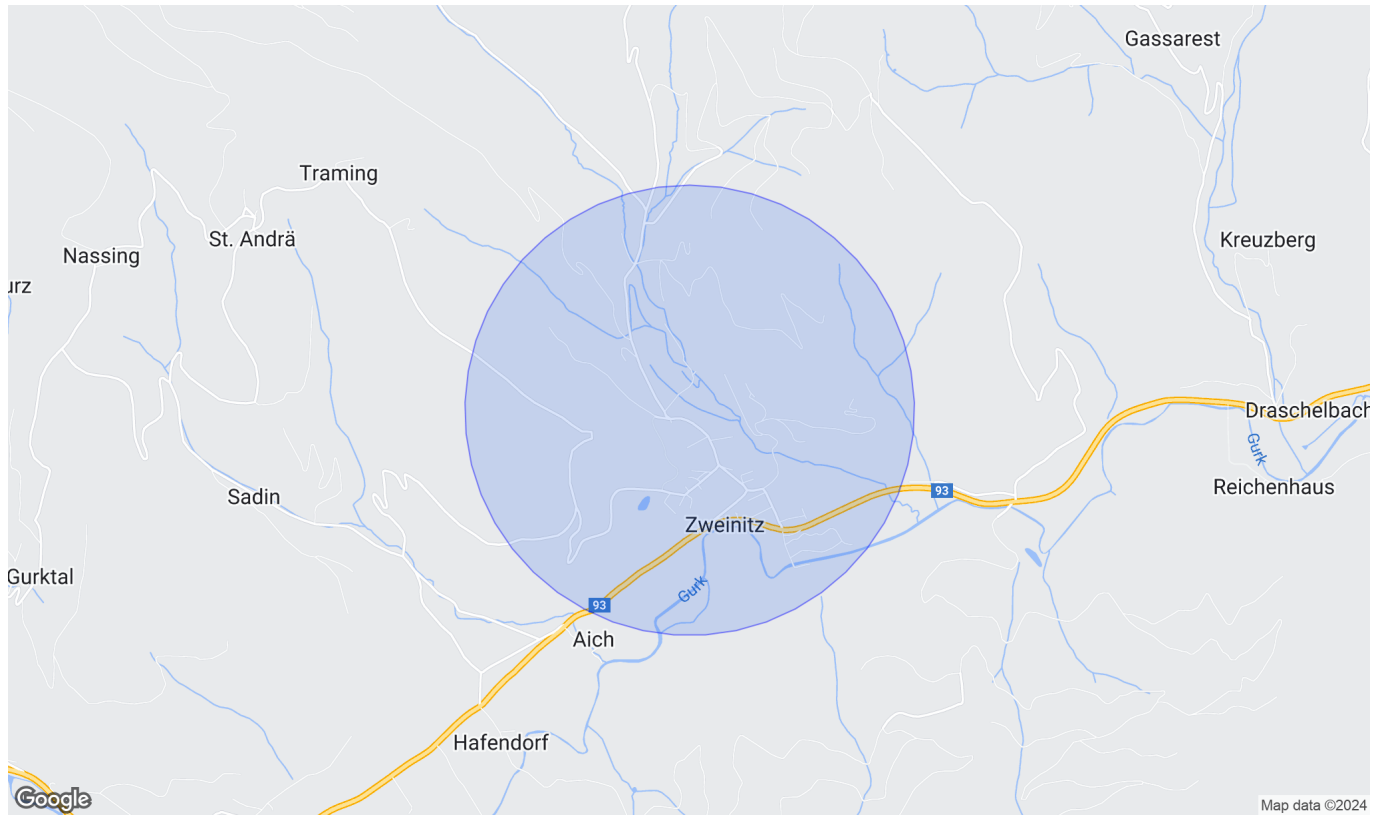 Gassarest
Traming
St. Andrä
Kreuzberg
Nassing
urz
Draschelbach
Gurk
Reichenhaus
93
Sadin
Zweinitz
Gurktal
Gurk
93
Aich
Hafendorf
Google
Map data ©2024